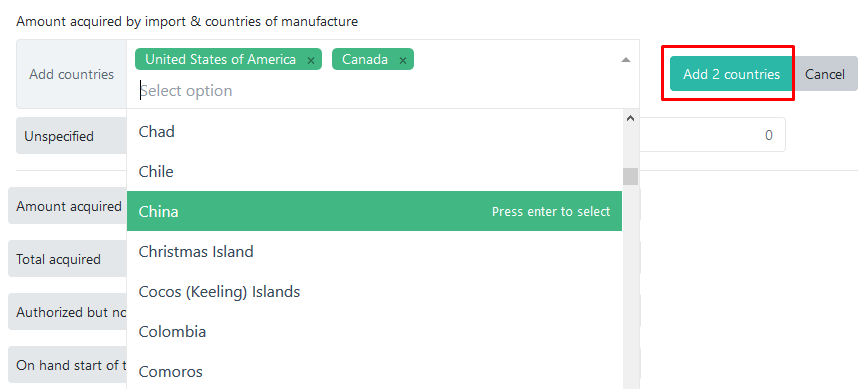 Amount acquired by import & countries of manufacture
Add countries
United States of America ×
Canada ×
Select option
Add 2 countries
Cancel
Unspecified
0
Chad
Chile
China
Press enter to select
Christmas Island
Cocos (Keeling) Islands
Colombia
Comoros
Amount acquired
Total acquired
Authorized but no
On hand start of t